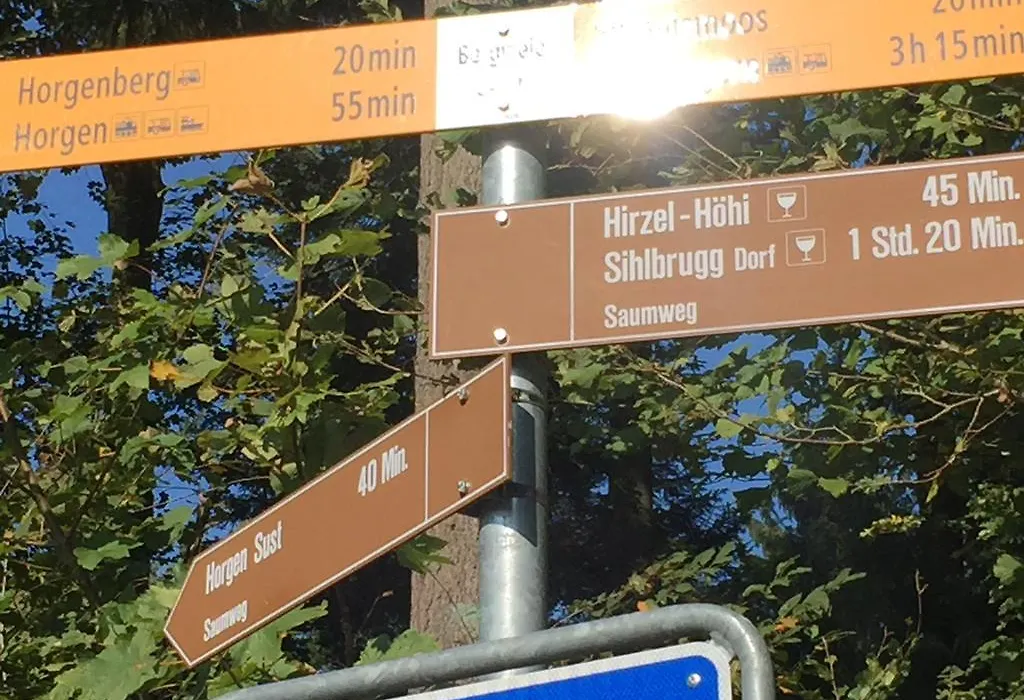 Horgenberg 20min
Horgen 55min
20min
3h 15min
Hirzel-Höhi 45 Min.
Sihlbrugg Dorf 1 Std. 20 Min.
Saumweg
40 Min.
Horgen Sust
Saumweg